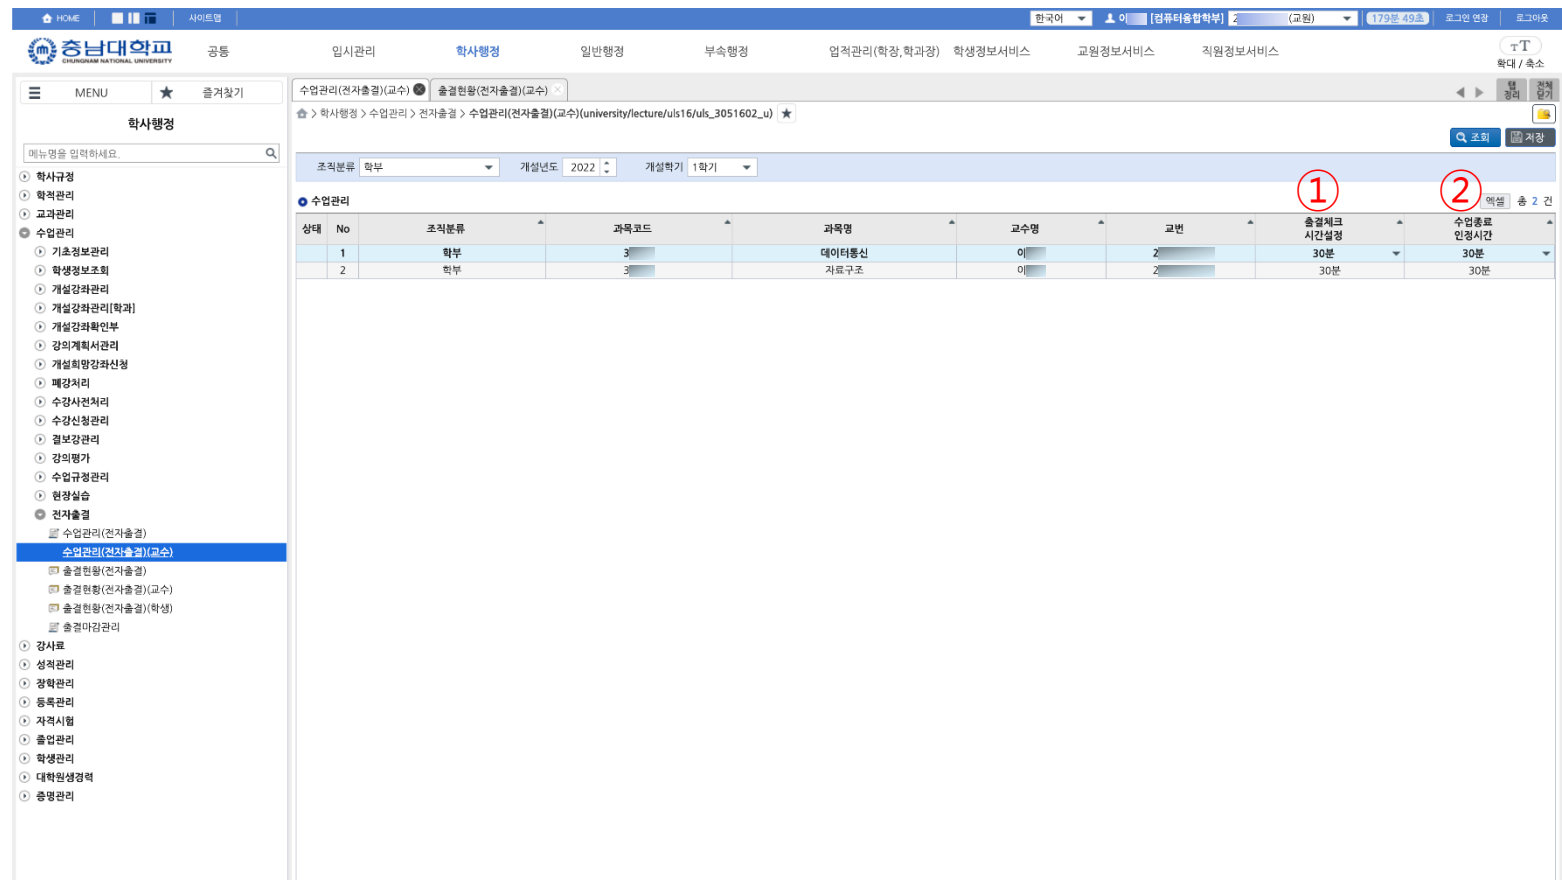 HOME 사이트맵 한국어 이 [컴퓨터융합학부] 2 (교원) 179분 49초 로그인 연장 로그아웃
충남대학교 CHUNGNAM NATIONAL UNIVERSITY
공통 입시관리 학사행정 일반행정 부속행정 업적관리(학장,학과장) 학생정보서비스 교원정보서비스 직원정보서비스
TT
확대 / 축소
MENU 즐겨찾기
수업관리(전자출결)(교수) 출결현황(전자출결)(교수) 탭정리 전체닫기
> 학사행정 > 수업관리 > 전자출결 > 수업관리(전자출결)(교수)(university/lecture/uls16/uls_3051602_u)
조회 저장
조직분류 학부 개설년도 2022 개설학기 1학기
수업관리 ① ② 엑셀 총 2 건
상태 No 조직분류 과목코드 과목명 교수명 교번 출결체크 시간설정 수업종료 인정시간
1 학부 3 데이터통신 이 2 30분 30분
2 학부 3 자료구조 이 2 30분 30분
학사행정
메뉴명을 입력하세요.
학사규정
학적관리
교과관리
수업관리
기초정보관리
학생정보조회
개설강좌관리
개설강좌관리[학과]
개설강좌확인부
강의계획서관리
개설희망강좌신청
폐강처리
수강사전처리
수강신청관리
결보강관리
강의평가
수업규정관리
현장실습
전자출결
수업관리(전자출결)
수업관리(전자출결)(교수)
출결현황(전자출결)
출결현황(전자출결)(교수)
출결현황(전자출결)(학생)
출결마감관리
강사료
성적관리
장학관리
등록관리
자격시험
졸업관리
학생관리
대학원생경력
증명관리